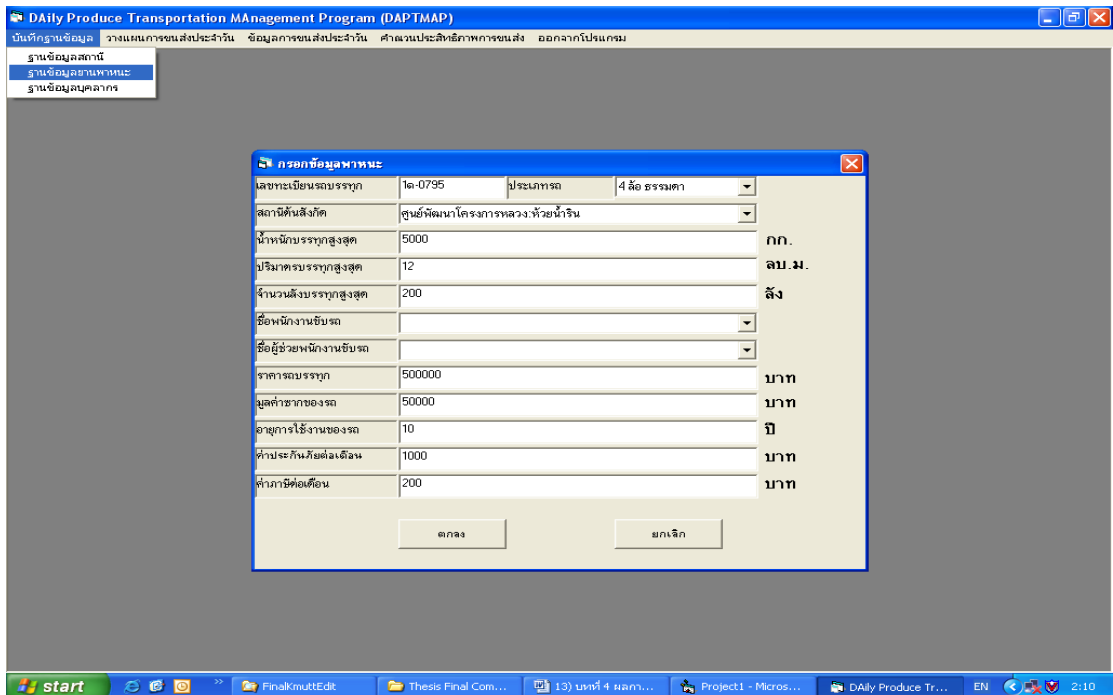 DAily Produce Transportation MAnagement Program (DAPTMAP)
บันทึกฐานข้อมูล วางแผนการขนส่งประจำวัน ข้อมูลการขนส่งประจำวัน คำณวนประสิทธิภาพการขนส่ง ออกจากโปรแกรม
ฐานข้อมูลสถานี
ฐานข้อมูลยานพาหนะ
ฐานข้อมูลบุคลากร
กรอกข้อมูลพาหนะ
เลขทะเบียนรถบรรทุก 1ด-0795 ประเภทรถ 4 ล้อ ธรรมดา
สถานีต้นสังกัด ศูนย์พัฒนาโครงการหลวง:ห้วยน้ำริน
น้ำหนักบรรทุกสูงสุด 5000 กก.
ปริมาตรบรรทุกสูงสุด 12 ลบ.ม.
จำนวนลังบรรทุกสูงสุด 200 ลัง
ชื่อพนักงานขับรถ
ชื่อผู้ช่วยพนักงานขับรถ
ราคารถบรรทุก 500000 บาท
มูลค่าซากของรถ 50000 บาท
อายุการใช้งานของรถ 10 ปี
ค่าประกันภัยต่อเดือน 1000 บาท
ค่าภาษีต่อเดือน 200 บาท
ตกลง ยกเลิก
start FinalKmuttEdit Thesis Final Com... 13) บทที่ 4 ผลกา... Project1 - Micros... DAily Produce Tr... EN 2:10